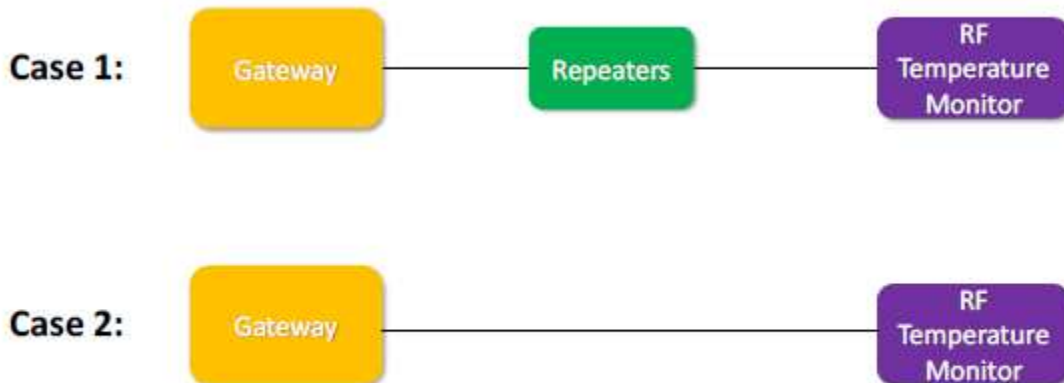 Case 1:
Gateway
Repeaters
RF
Temperature
Monitor
Case 2:
Gateway
RF
Temperature
Monitor